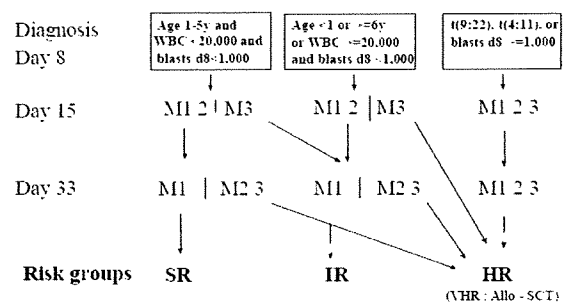 Diagnosis
Day 8
Age 1-5y and
WBC < 20,000 and
blasts d8<1,000
Age <1 or >=6y
or WBC >=20,000
and blasts d8 <1,000
t(9:22), t(4:11), or
blasts d8 >=1,000
Day 15
M1 2 | M3
M1 2 | M3
M1 2 3
Day 33
M1 | M2 3
M1 | M2 3
M1 2 3
Risk groups
SR
IR
HR
(VHR : Allo - SCT)